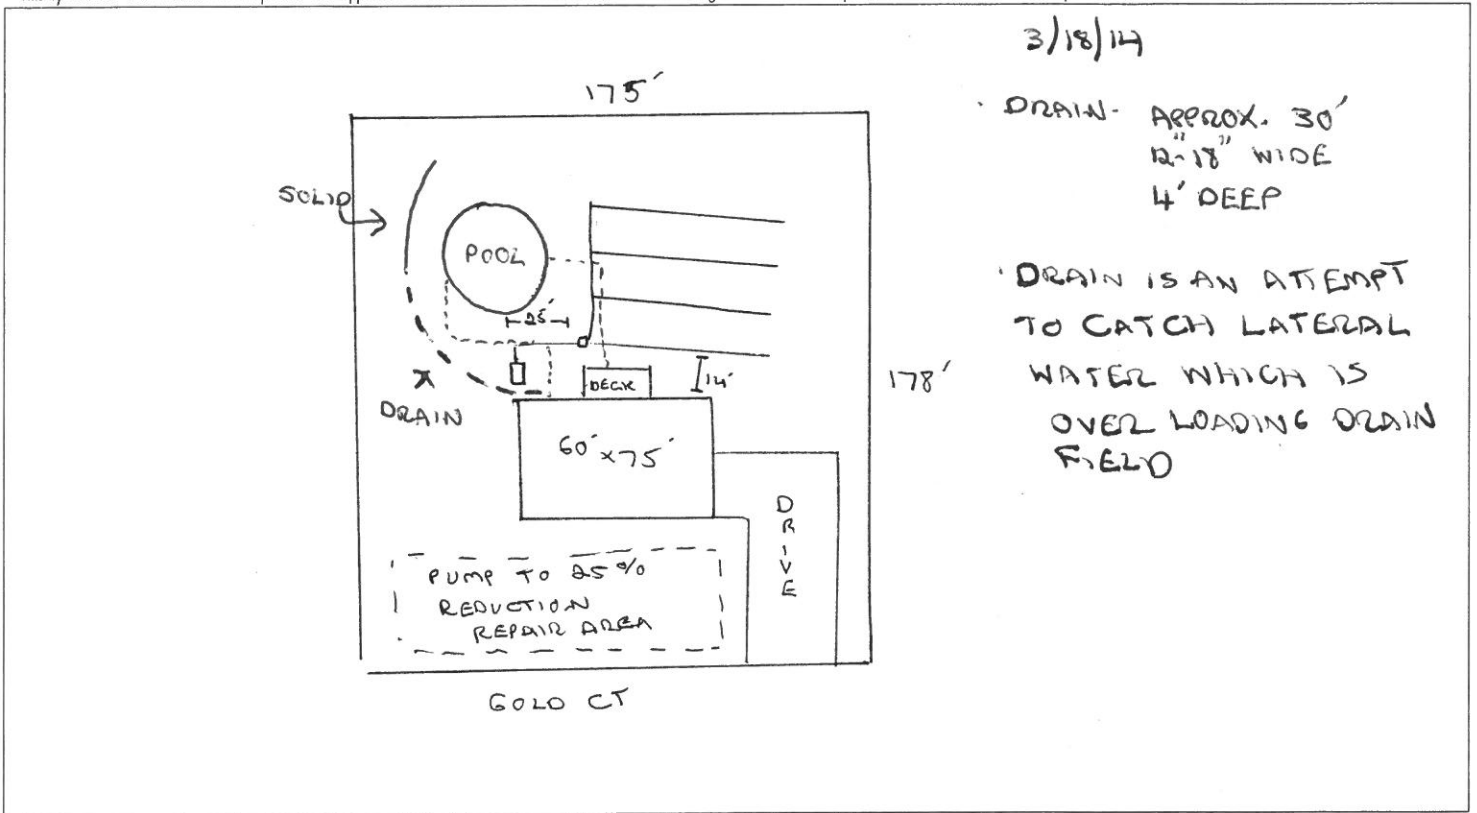 3/18/14
175'
· DRAIN- APPROX. 30'
12"-18" WIDE
4' DEEP
SOLID
POOL
25'
· DRAIN IS AN ATTEMPT
TO CATCH LATERAL
WATER WHICH IS
OVER LOADING DRAIN
FIELD
178'
14'
DECK
X
DRAIN
60' x 75'
DRIVE
PUMP TO 25%
REDUCTION
REPAIR AREA
GOLD CT